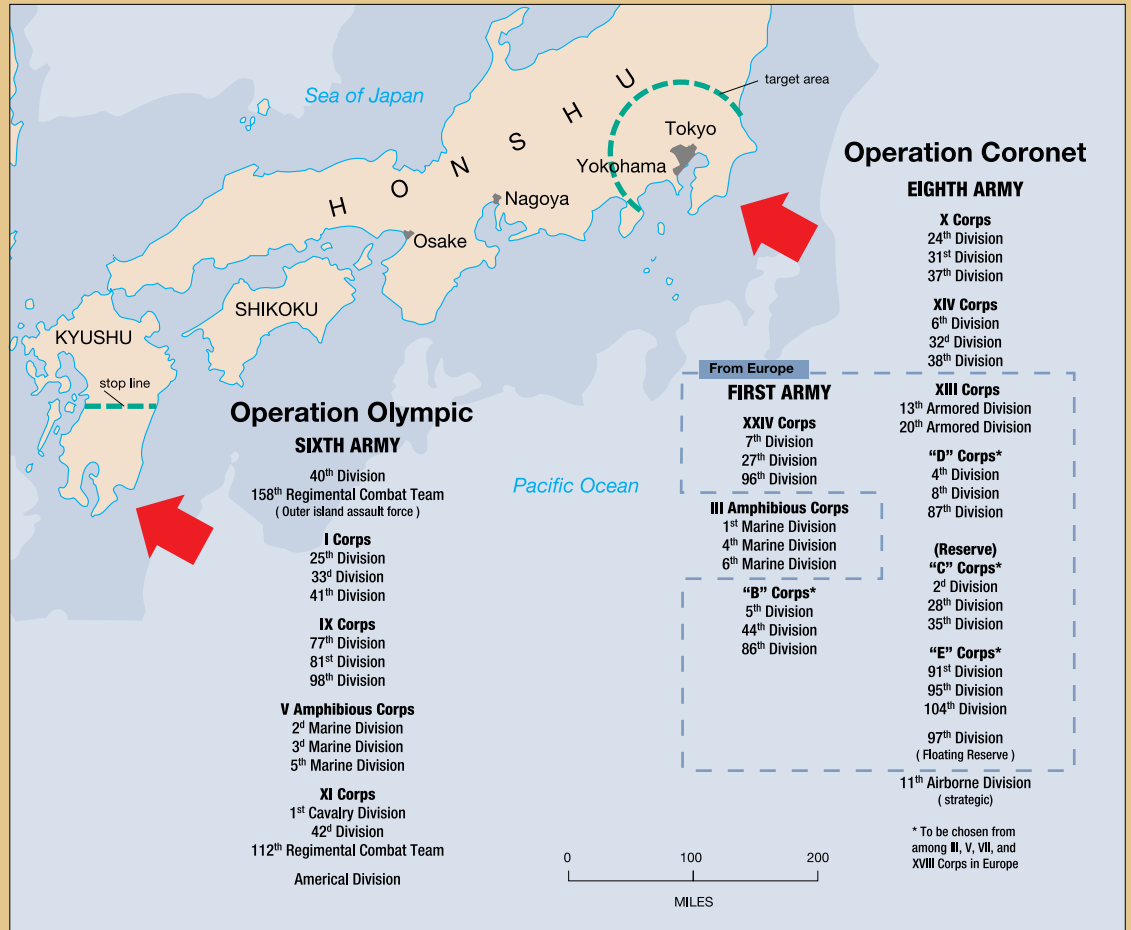 Sea of Japan
HONSHU
target area
Tokyo
Yokohama
Nagoya
Osake
SHIKOKU
KYUSHU
stop line
Pacific Ocean
Operation Olympic
SIXTH ARMY
40th Division
158th Regimental Combat Team
( Outer island assault force )
I Corps
25th Division
33d Division
41th Division
IX Corps
77th Division
81st Division
98th Division
V Amphibious Corps
2d Marine Division
3d Marine Division
5th Marine Division
XI Corps
1st Cavalry Division
42d Division
112th Regimental Combat Team
Americal Division
Operation Coronet
EIGHTH ARMY
X Corps
24th Division
31st Division
37th Division
XIV Corps
6th Division
32d Division
38th Division
From Europe
FIRST ARMY
XXIV Corps
7th Division
27th Division
96th Division
III Amphibious Corps
1st Marine Division
4th Marine Division
6th Marine Division
“B” Corps*
5th Division
44th Division
86th Division
XIII Corps
13th Armored Division
20th Armored Division
“D” Corps*
4th Division
8th Division
87th Division
(Reserve)
“C” Corps*
2d Division
28th Division
35th Division
“E” Corps*
91st Division
95th Division
104th Division
97th Division
( Floating Reserve )
11th Airborne Division
( strategic)
* To be chosen from
among III, V, VII, and
XVIII Corps in Europe
0 100 200
MILES